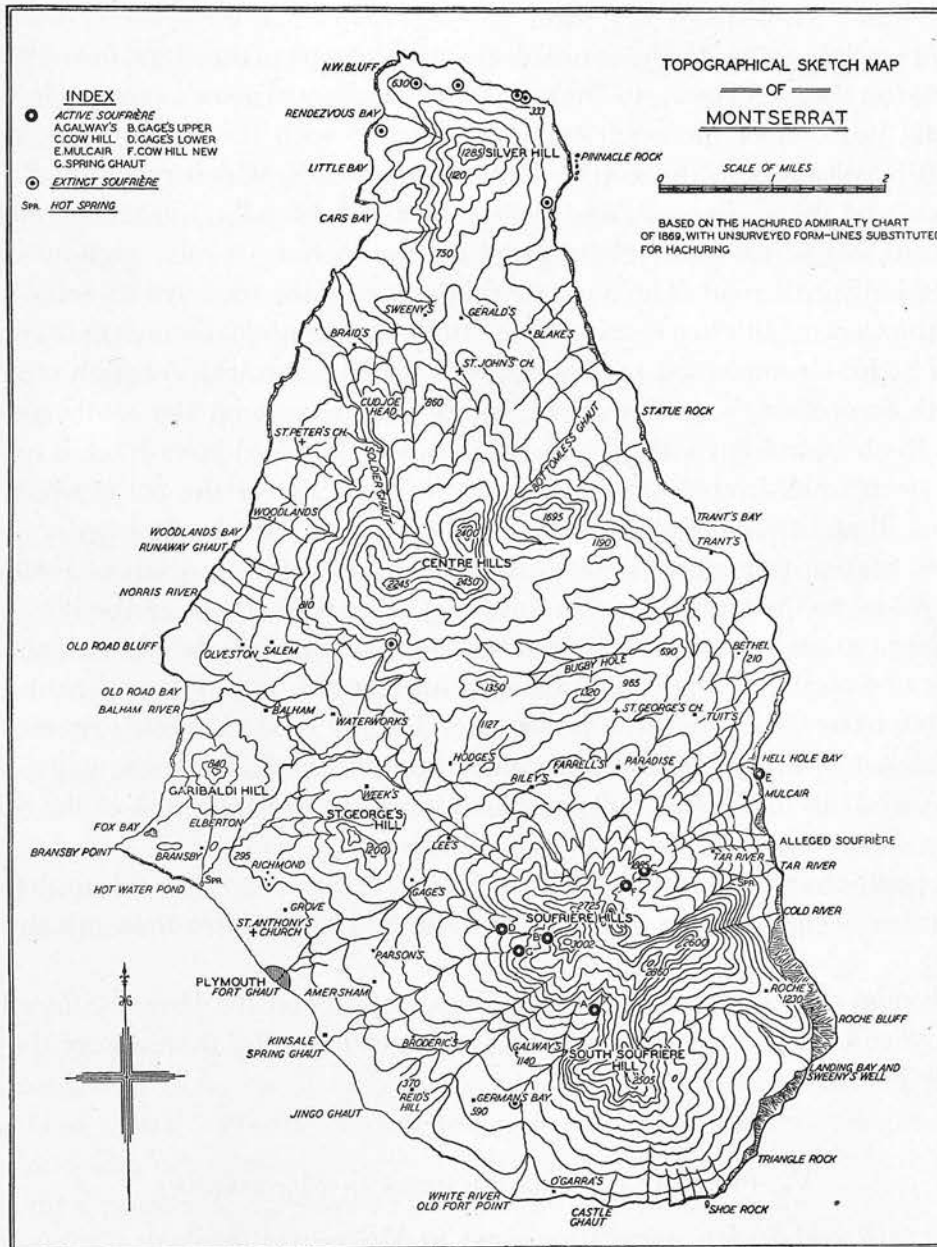 TOPOGRAPHICAL SKETCH MAP
OF
MONTSERRAT
SCALE OF MILES
1
2
BASED ON THE HACHURED ADMIRALTY CHART
OF 1869, WITH UNSURVEYED FORM-LINES SUBSTITUTED
FOR HACHURING
INDEX
ACTIVE SOUFRIÈRE
A.GALWAY'S B.GAGE'S UPPER
C.COW HILL D.GAGE'S LOWER
E.MULCAIR F.COW HILL NEW
G.SPRING GHAUT
EXTINCT SOUFRIÈRE
SPR. HOT SPRING
N.W.BLUFF
630
333
RENDEZVOUS BAY
1285
SILVER HILL
PINNACLE ROCK
LITTLE BAY
1120
CARS BAY
750
SWEENY'S
GERALD'S
BRAID'S
BLAKE'S
ST.JOHN'S CH.
CUDJOE
HEAD
860
STATUE ROCK
ST.PETER'S CH.
SOLDIER GHAUT
BOTTOMLESS GHAUT
WOODLANDS
1695
TRANT'S BAY
WOODLANDS BAY
2400
TRANT'S
RUNAWAY GHAUT
1190
CENTRE HILLS
2245
2450
NORRIS RIVER
810
OLD ROAD BLUFF
OLVESTON
SALEM
590
BETHEL
210
BUGBY HOLE
965
OLD ROAD BAY
1350
1320
BALHAM RIVER
BALHAM
WATERWORKS
ST.GEORGE'S CH.
TUIT'S
1127
HODGE'S
FARRELL'S
PARADISE
HELL HOLE BAY
840
RILEY'S
E
GARIBALDI HILL
WEEK'S
MULCAIR
ELBERTON
ST.GEORGE'S
HILL
FOX BAY
1200
LEE'S
ALLEGED SOUFRIÈRE
BRANSBY POINT
BRANSBY
295
RICHMOND
TAR RIVER
TAR RIVER
HOT WATER POND
SPR.
GAGE'S
C
F
SPR.
GROVE
2725
COLD RIVER
ST.ANTHONY'S
CHURCH
SOUFRIÈRE HILLS
D
B
3002
2600
G
PARSON'S
PLYMOUTH
FORT GHAUT
AMERSHAM
ROCHE'S
1230
A
ROCHE BLUFF
KINSALE
SPRING GHAUT
BRODERIC'S
GALWAY'S
1140
SOUTH SOUFRIÈRE
HILL
LANDING BAY AND
SWEENY'S WELL
2505
1370
REID'S
HILL
GERMAN'S BAY
590
JINGO GHAUT
TRIANGLE ROCK
WHITE RIVER
OLD FORT POINT
O'GARRA'S
CASTLE
GHAUT
SHOE ROCK
26